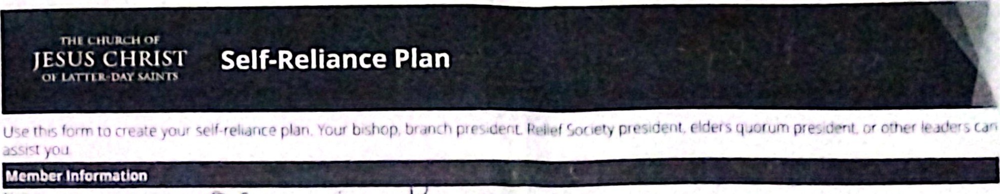 THE CHURCH OF
JESUS CHRIST
OF LATTER-DAY SAINTS
Self-Reliance Plan
Use this form to create your self-reliance plan. Your bishop, branch president, Relief Society president, elders quorum president, or other leaders can
assist you.
Member Information